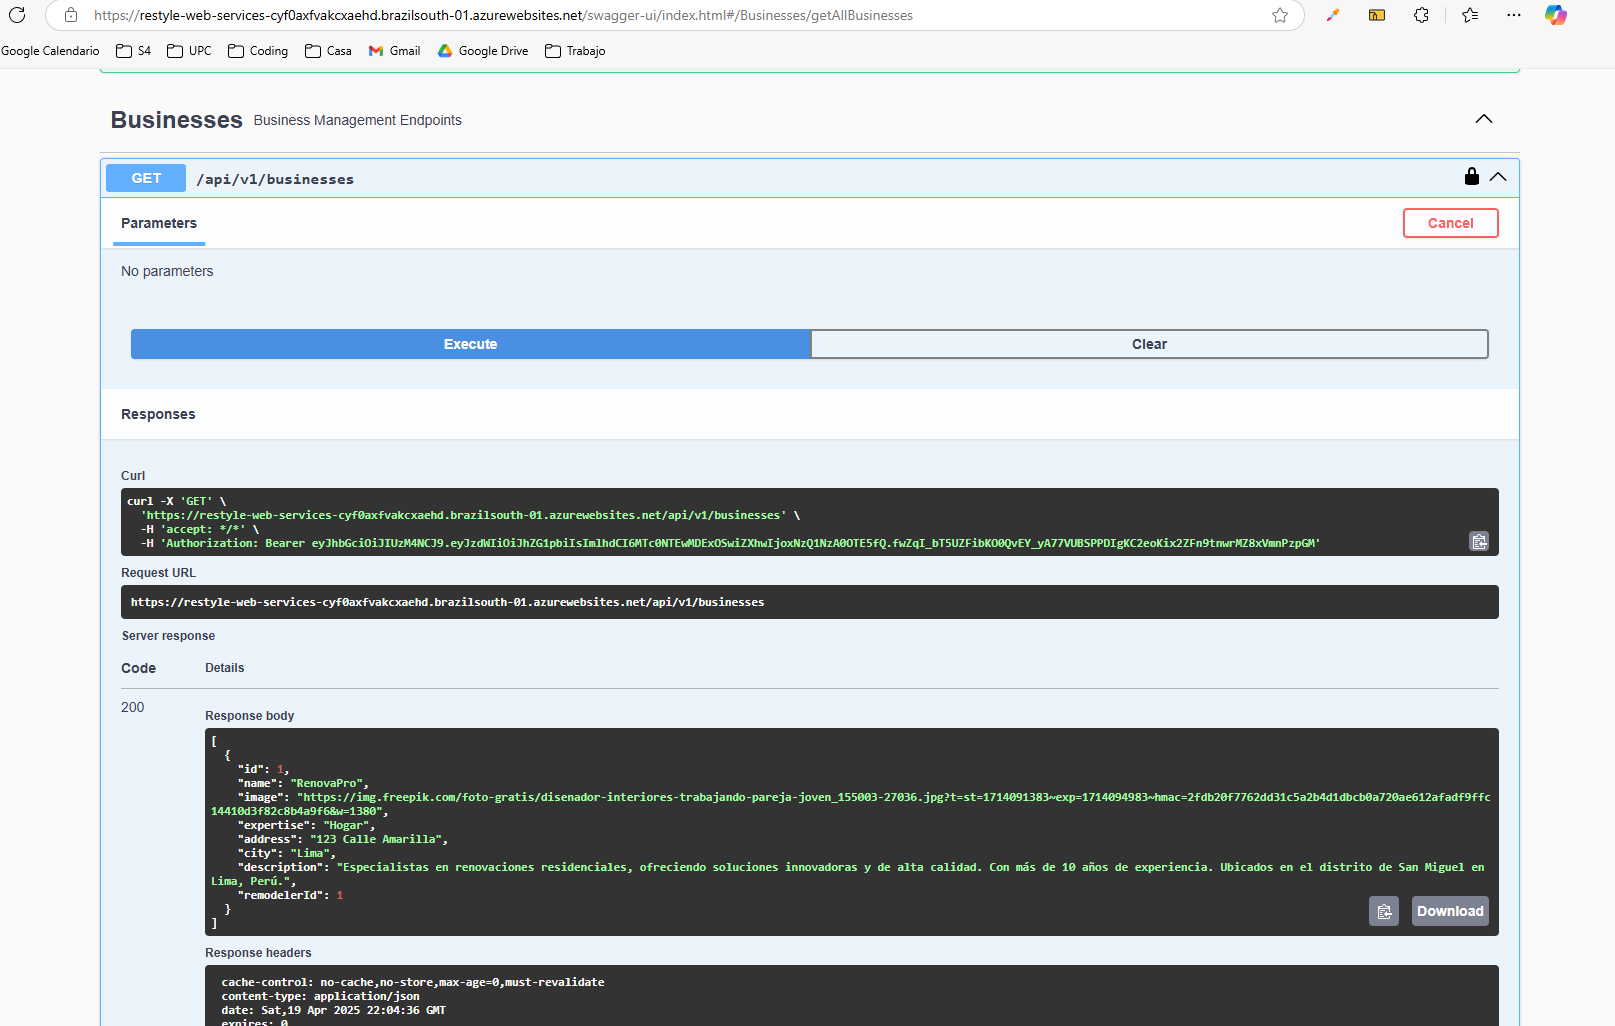 https://restyle-web-services-cyf0axfvakcxaehd.brazilsouth-01.azurewebsites.net/swagger-ui/index.html#/Businesses/getAllBusinesses
Google Calendario S4 UPC Coding Casa Gmail Google Drive Trabajo
Businesses Business Management Endpoints
GET /api/v1/businesses
Parameters Cancel
No parameters
Execute Clear
Responses
Curl
curl -X 'GET' \
'https://restyle-web-services-cyf0axfvakcxaehd.brazilsouth-01.azurewebsites.net/api/v1/businesses' \
-H 'accept: */*' \
-H 'Authorization: Bearer eyJhbGciOiJIUzM4NCJ9.eyJzdWIiOiJhZG1pbiIsImlhdCI6MTc0NTEwMDExOSwiZXhwIjoxNzQ1NzA0OTE5fQ.fwZqI_bT5UZFibKO0QvEY_yA77VUBSPPDIgKC2eoKix2ZFn9tnwrMZ8xVmnPzpGM'
Request URL
https://restyle-web-services-cyf0axfvakcxaehd.brazilsouth-01.azurewebsites.net/api/v1/businesses
Server response
Code Details
200
Response body
[
{
"id": 1,
"name": "RenovaPro",
"image": "https://img.freepik.com/foto-gratis/disenador-interiores-trabajando-pareja-joven_155003-27036.jpg?t=st=1714091383~exp=1714094983~hmac=2fdb20f7762dd31c5a2b4d1dbcb0a720ae612afadf9ffc
14410d3f82c8b4a9f6&w=1380",
"expertise": "Hogar",
"address": "123 Calle Amarilla",
"city": "Lima",
"description": "Especialistas en renovaciones residenciales, ofreciendo soluciones innovadoras y de alta calidad. Con más de 10 años de experiencia. Ubicados en el distrito de San Miguel en
Lima, Perú.",
"remodelerId": 1
}
]
Download
Response headers
cache-control: no-cache,no-store,max-age=0,must-revalidate
content-type: application/json
date: Sat,19 Apr 2025 22:04:36 GMT
expires: 0